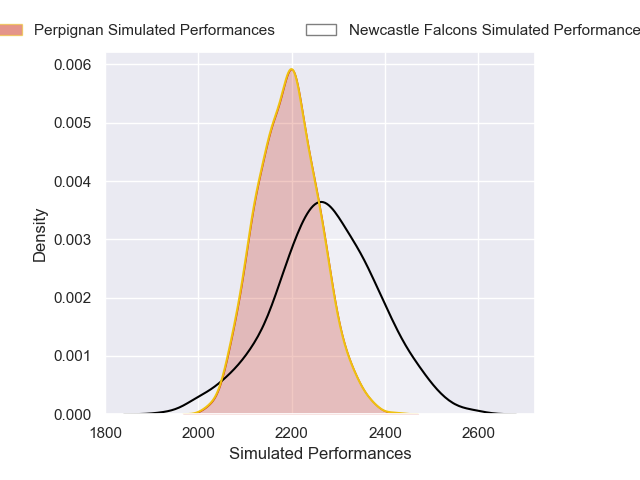 Perpignan Simulated Performances Newcastle Falcons Simulated Performance
0.006
0.005
0.004
0.003
0.002
0.001
0.000
Density
1800 2000 2200 2400 2600
Simulated Performances